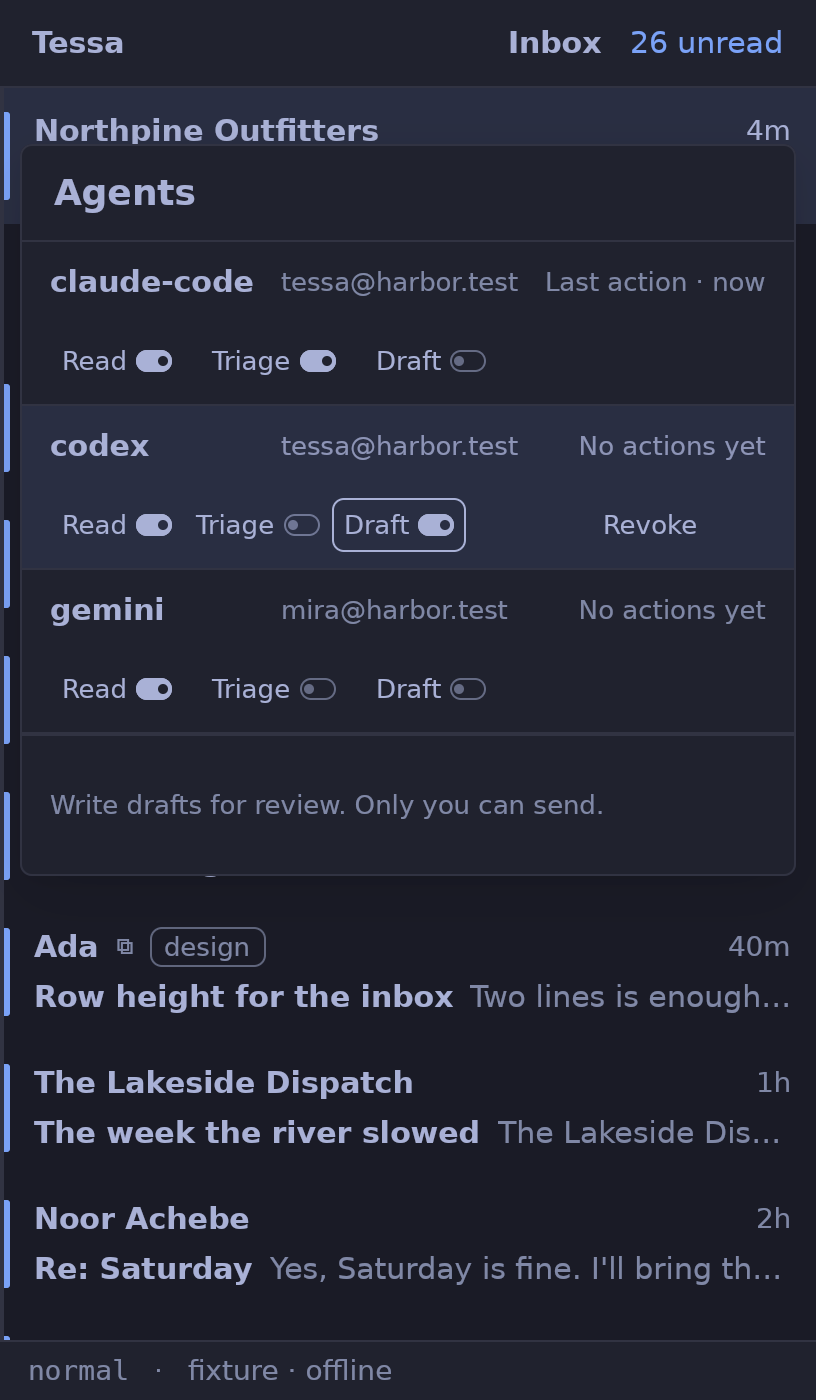 Tessa Inbox 26 unread
Northpine Outfitters 4m
Agents
claude-code tessa@harbor.test Last action · now
Read Triage Draft
codex tessa@harbor.test No actions yet
Read Triage Draft Revoke
gemini mira@harbor.test No actions yet
Read Triage Draft
Write drafts for review. Only you can send.
Ada design 40m
Row height for the inbox Two lines is enough…
The Lakeside Dispatch 1h
The week the river slowed The Lakeside Dis…
Noor Achebe 2h
Re: Saturday Yes, Saturday is fine. I'll bring th…
normal · fixture · offline